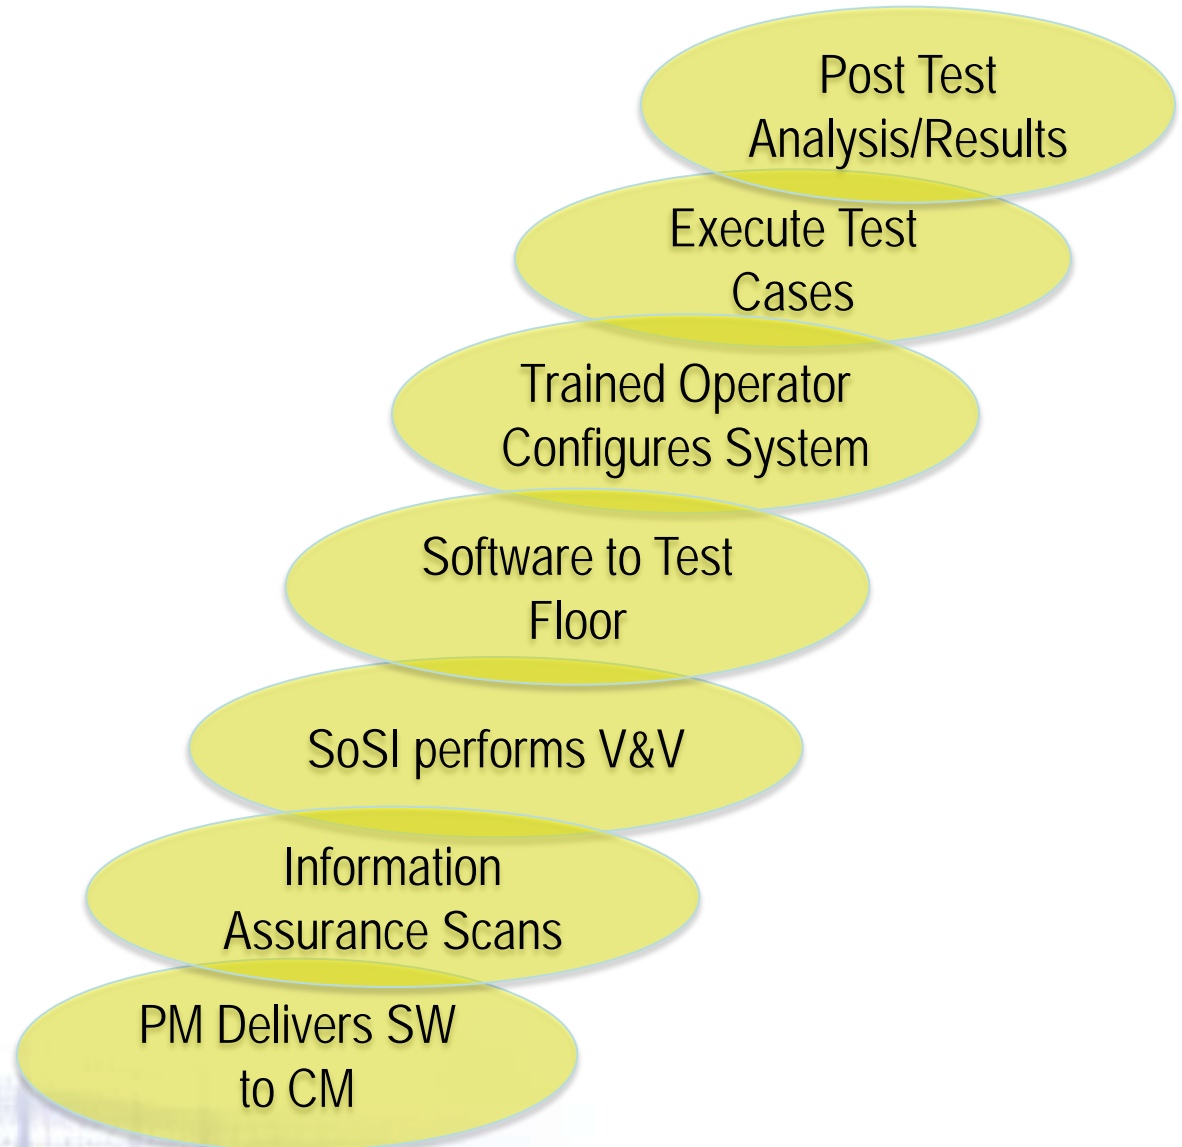 Post Test
Analysis/Results
Execute Test
Cases
Trained Operator
Configures System
Software to Test
Floor
SoSI performs V&V
Information
Assurance Scans
PM Delivers SW
to CM